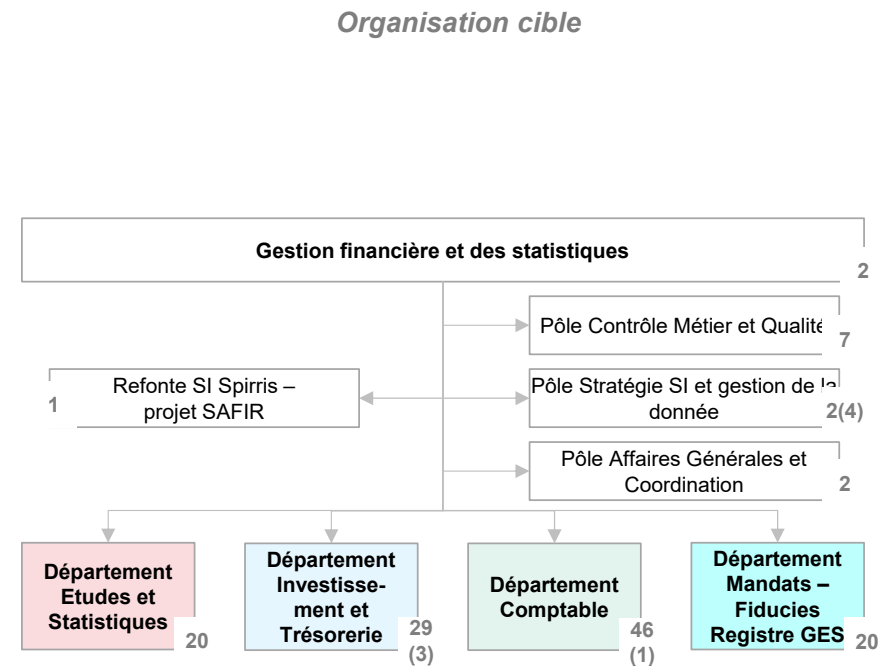 Organisation cible
Gestion financière et des statistiques
2
Pôle Contrôle Métier et Qualité
7
Refonte SI Spirris –
projet SAFIR
1
Pôle Stratégie SI et gestion de la
donnée
2(4)
Pôle Affaires Générales et
Coordination
2
Département
Etudes et
Statistiques
20
Département
Investisse-
ment et
Trésorerie
29
(3)
Département
Comptable
46
(1)
Département
Mandats –
Fiducies
Registre GES
20